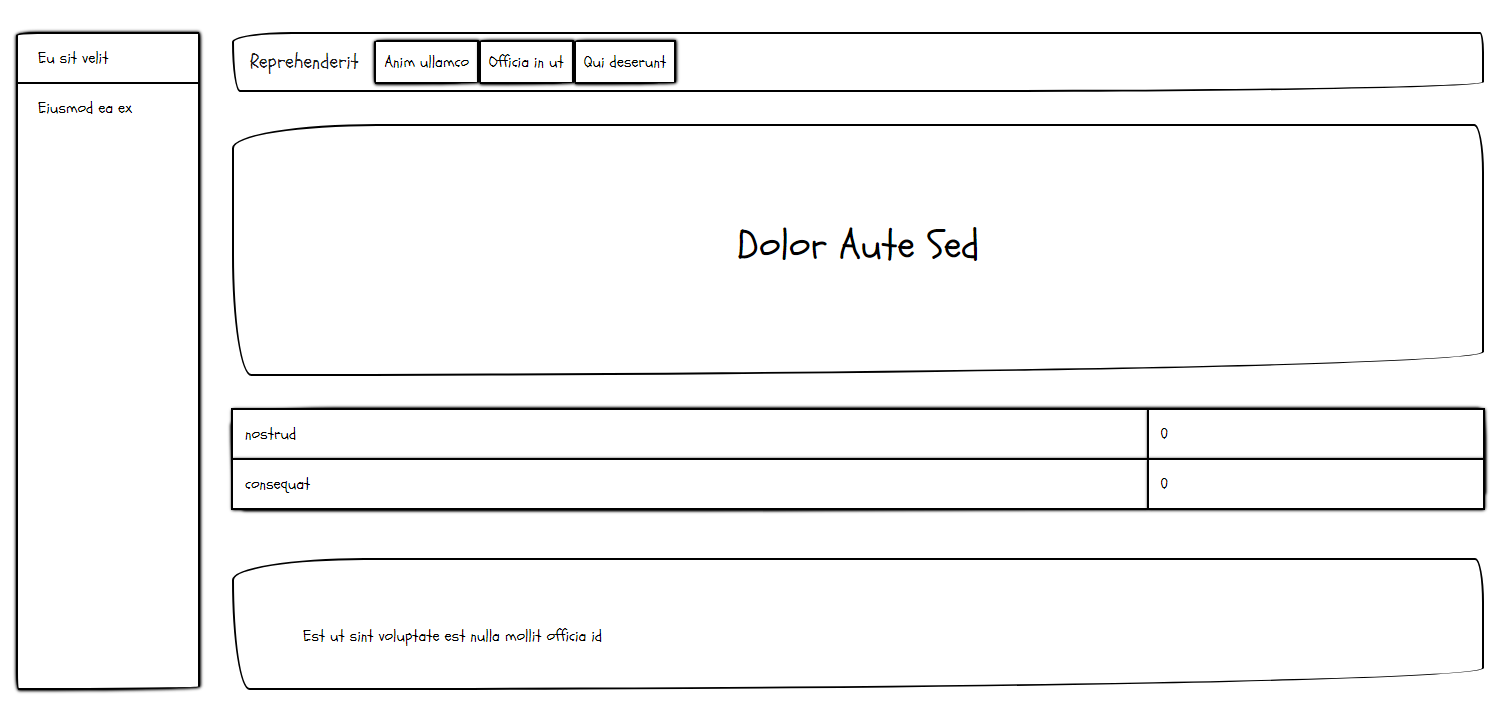 Eu sit velit
Eiusmod ea ex
Reprehenderit Anim ullamco Officia in ut Qui deserunt
Dolor Aute Sed
nostrud 0
consequat 0
Est ut sint voluptate est nulla mollit officia id